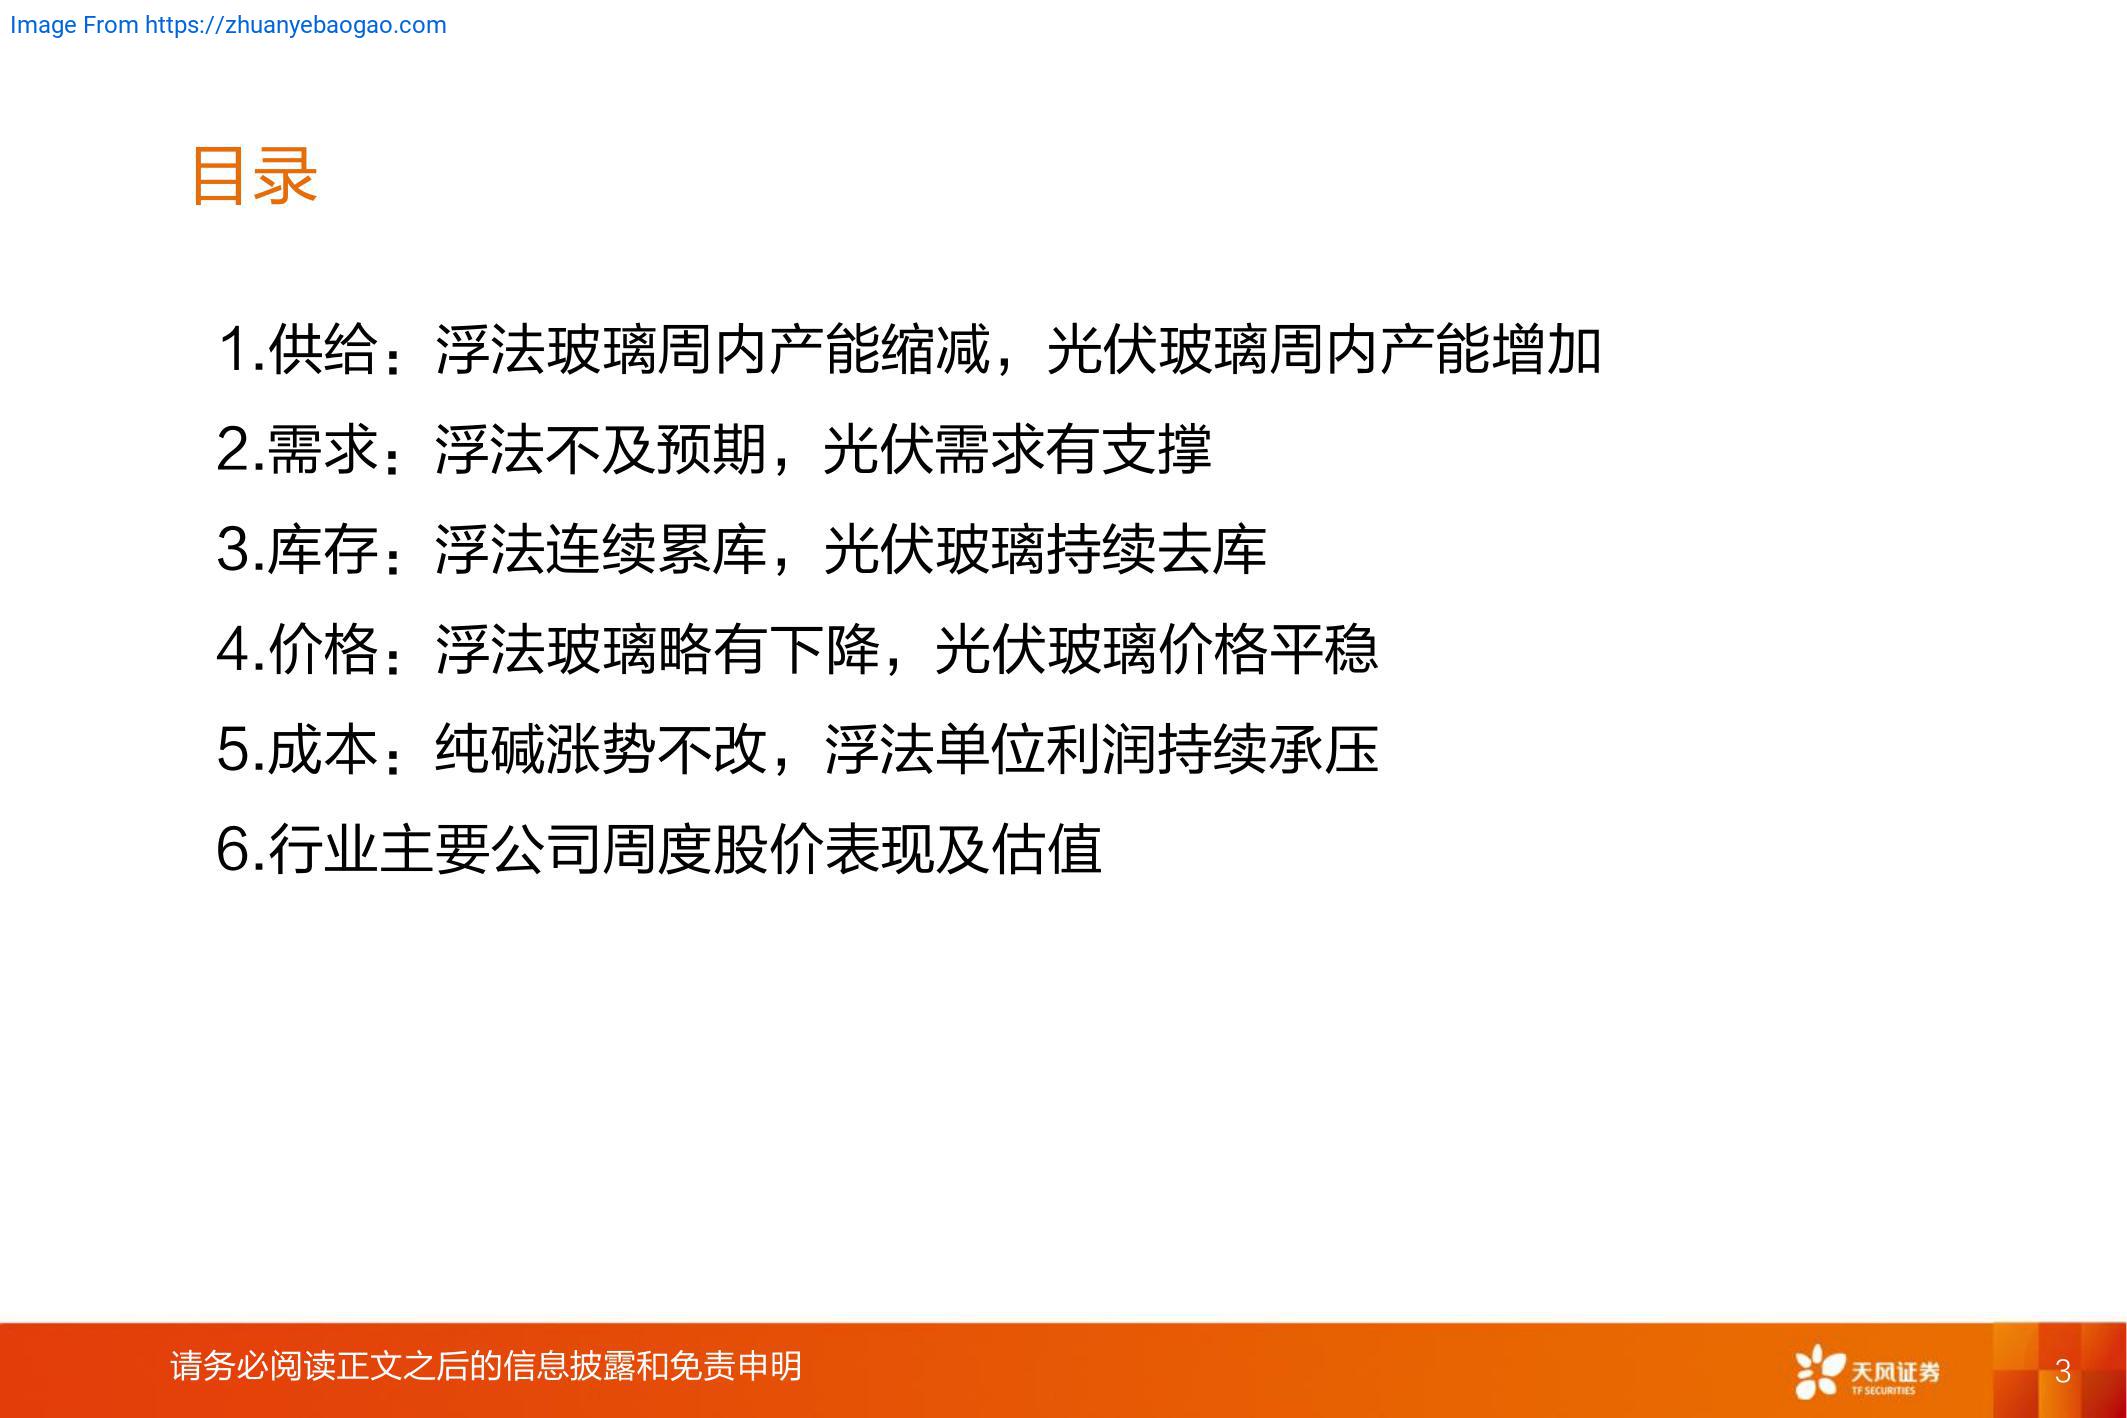 Image From https://zhuanyebaogao.com
目录
1.供给：浮法玻璃周内产能缩减，光伏玻璃周内产能增加
2.需求：浮法不及预期，光伏需求有支撑
3.库存：浮法连续累库，光伏玻璃持续去库
4.价格：浮法玻璃略有下降，光伏玻璃价格平稳
5.成本：纯碱涨势不改，浮法单位利润持续承压
6.行业主要公司周度股价表现及估值
请务必阅读正文之后的信息披露和免责申明
天风证券
TF SECURITIES
3